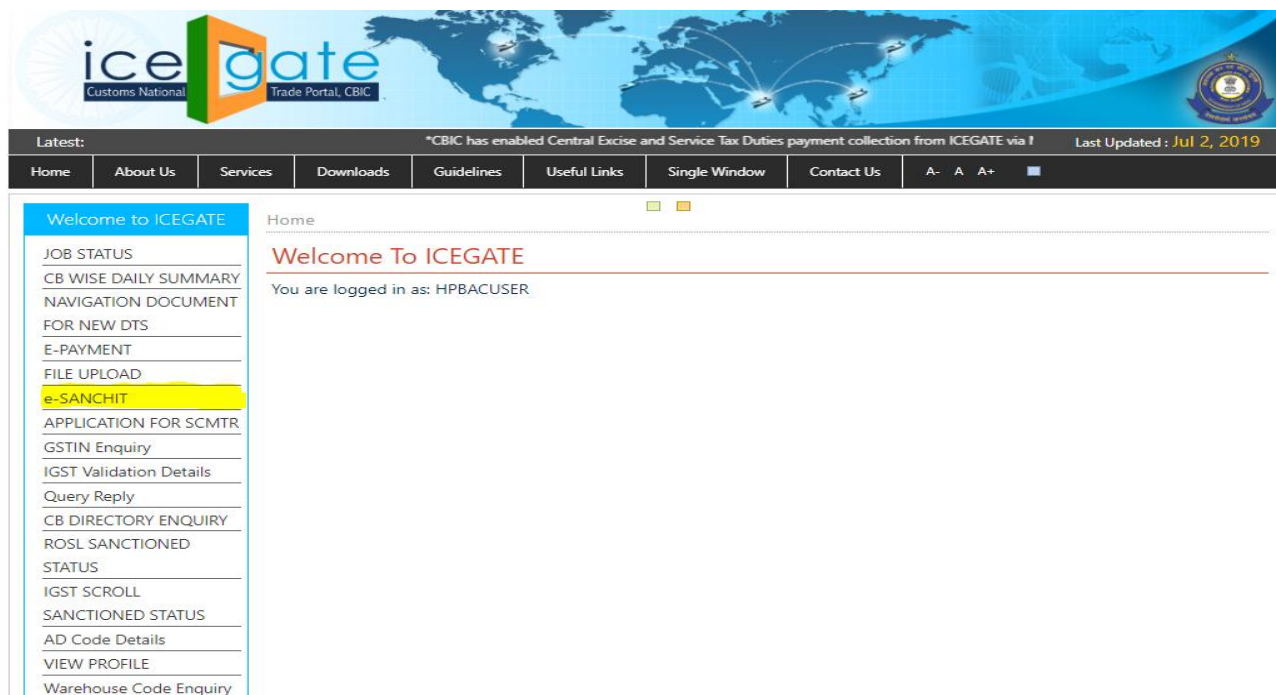 ice gate
Customs National Trade Portal, CBIC
Latest: *CBIC has enabled Central Excise and Service Tax Duties payment collection from ICEGATE via Last Updated : Jul 2, 2019
Home About Us Services Downloads Guidelines Useful Links Single Window Contact Us A- A A+
Welcome to ICEGATE
JOB STATUS
CB WISE DAILY SUMMARY
NAVIGATION DOCUMENT
FOR NEW DTS
E-PAYMENT
FILE UPLOAD
e-SANCHIT
APPLICATION FOR SCMTR
GSTIN Enquiry
IGST Validation Details
Query Reply
CB DIRECTORY ENQUIRY
ROSL SANCTIONED
STATUS
IGST SCROLL
SANCTIONED STATUS
AD Code Details
VIEW PROFILE
Warehouse Code Enquiry
Home
Welcome To ICEGATE
You are logged in as: HPBACUSER